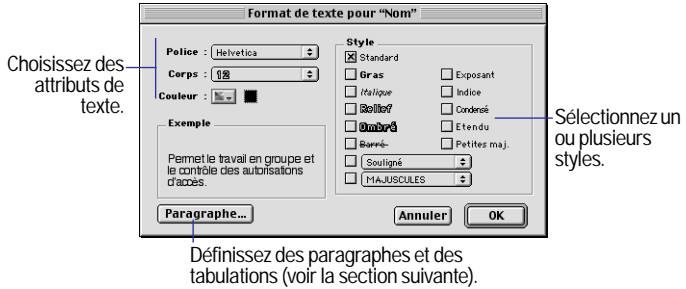 Format de texte pour “Nom”
Choisissez des
attributs de
texte.
Police : Helvetica
Corps : 12
Couleur :
Exemple
Permet le travail en groupe et
le contrôle des autorisations
d'accès.
Style
Standard
Gras
Exposant
Italique
Indice
Relief
Condensé
Ombré
Etendu
Barré
Petites maj.
Souligné
MAJUSCULES
Sélectionnez un
ou plusieurs
styles.
Paragraphe...
Annuler
OK
Définissez des paragraphes et des
tabulations (voir la section suivante).